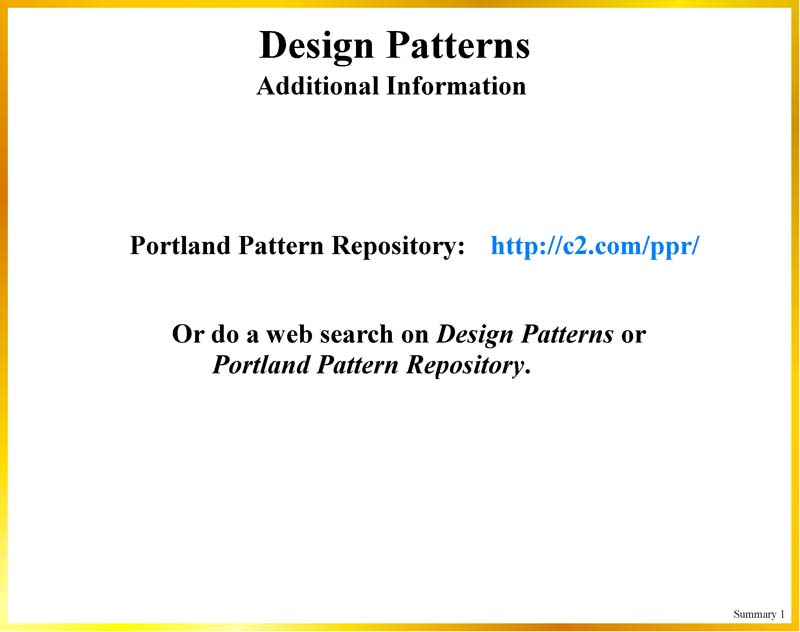 Design Patterns
Additional Information
Portland Pattern Repository: http://c2.com/ppr/
Or do a web search on Design Patterns or
Portland Pattern Repository.
Summary 1